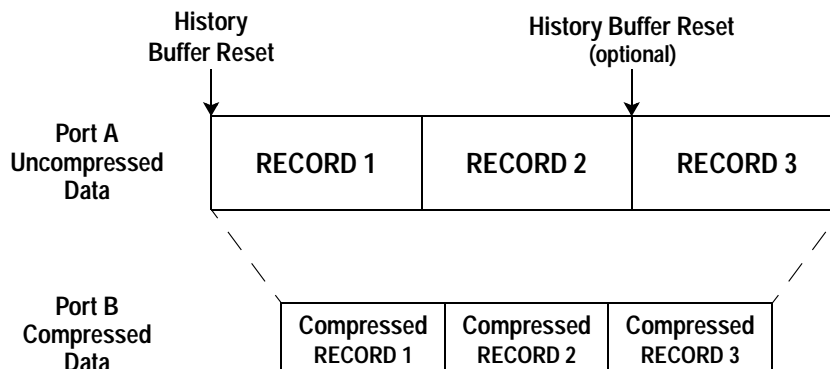 History
Buffer Reset
History Buffer Reset
(optional)
Port A
Uncompressed
Data
RECORD 1
RECORD 2
RECORD 3
Port B
Compressed
Data
Compressed
RECORD 1
Compressed
RECORD 2
Compressed
RECORD 3